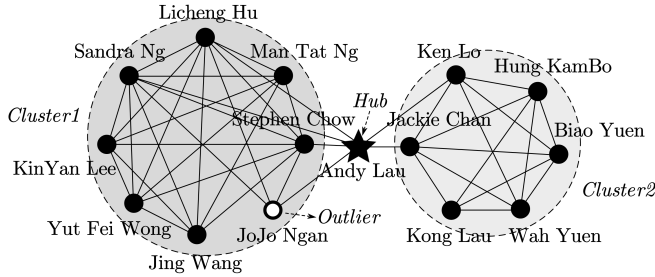 Licheng Hu
Sandra Ng
Man Tat Ng
Ken Lo
Hung KamBo
Cluster1
Hub
Stephen Chow
Jackie Chan
Biao Yuen
KinYan Lee
Andy Lau
Cluster2
Yut Fei Wong
JoJo Ngan
Outlier
Kong Lau
Wah Yuen
Jing Wang